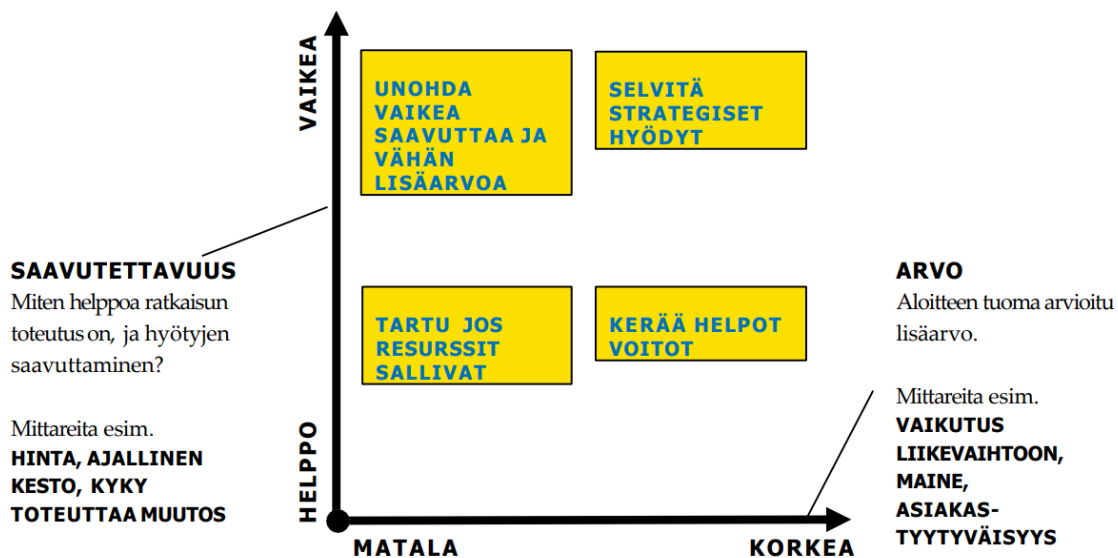 VAIKEA
UNOHDA
VAIKEA
SAAVUTTAA JA
VÄHÄN
LISÄARVOA
SELVITÄ
STRATEGISET
HYÖDYT
SAAVUTETTAVUUS
Miten helppoa ratkaisun
toteutus on, ja hyötyjen
saavuttaminen?
Mittareita esim.
HINTA, AJALLINEN
KESTO, KYKY
TOTEUTTAA MUUTOS
TARTU JOS
RESURSSIT
SALLIVAT
KERÄÄ HELPOT
VOITOT
ARVO
Aloitteen tuoma arvioitu
lisäarvo.
Mittareita esim.
VAIKUTUS
LIIKEVAIHTOON,
MAINE,
ASIAKAS-
TYYTYVÄISYYS
HELPPO
MATALA
KORKEA